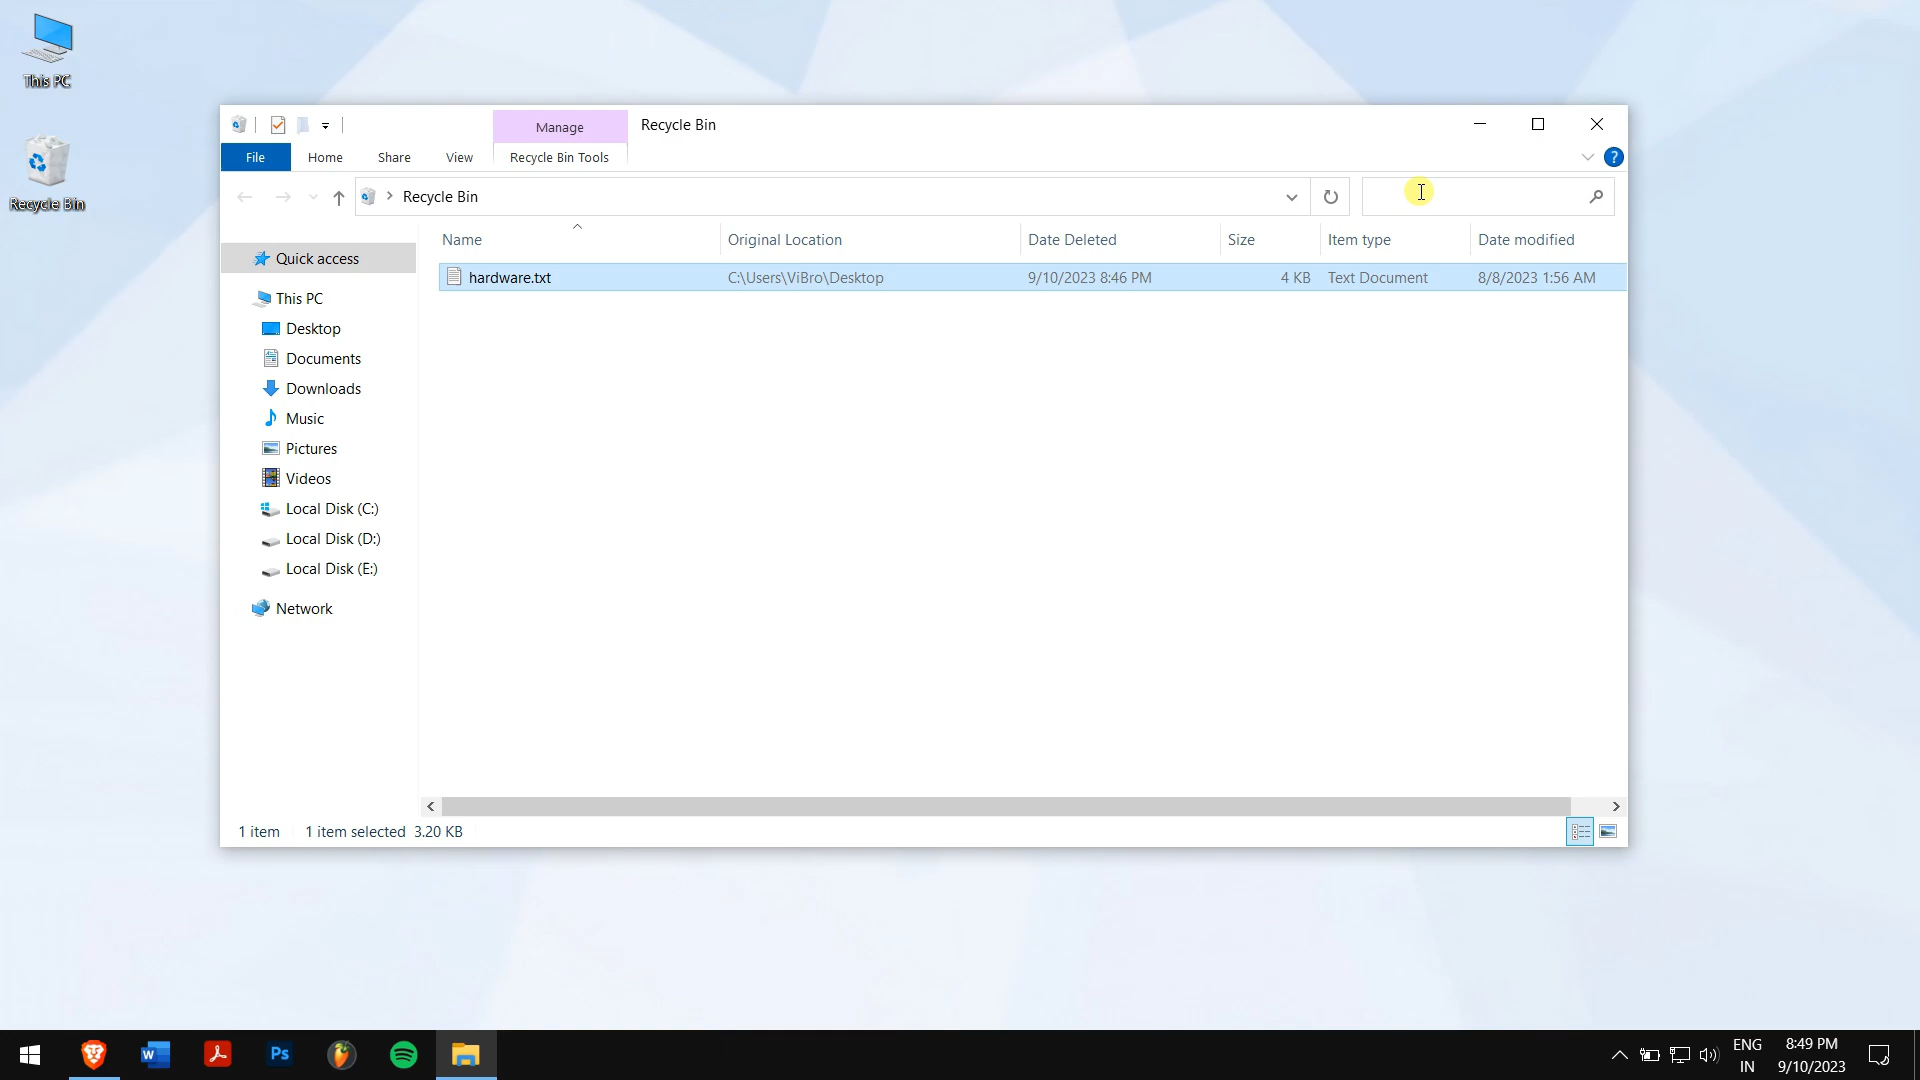 This PC
Recycle Bin
Manage
Recycle Bin
File
Home
Share
View
Recycle Bin Tools
?
Recycle Bin
Name
Original Location
Date Deleted
Size
Item type
Date modified
hardware.txt
C:\Users\ViBro\Desktop
9/10/2023 8:46 PM
4 KB
Text Document
8/8/2023 1:56 AM
Quick access
This PC
Desktop
Documents
Downloads
Music
Pictures
Videos
Local Disk (C:)
Local Disk (D:)
Local Disk (E:)
Network
1 item
1 item selected 3.20 KB
W
Ps
ENG
IN
8:49 PM
9/10/2023